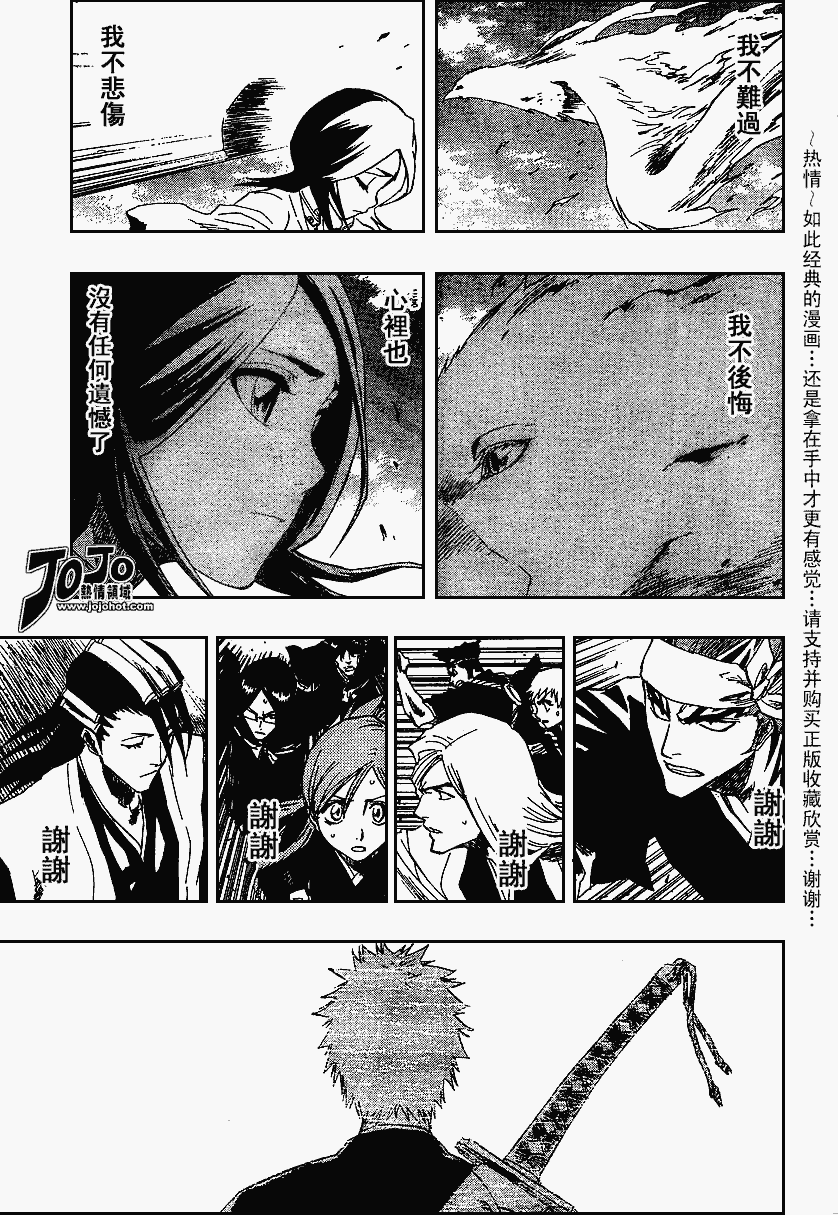 我不難過
我不悲傷
我不後悔
心裡也
沒有任何遺憾了
謝謝
謝謝
謝謝
謝謝
～热情～如此经典的漫画…还是拿在手中才更有感觉…请支持并购买正版收藏欣赏…谢谢…
JOJO
熱情領域
www.jojohot.com